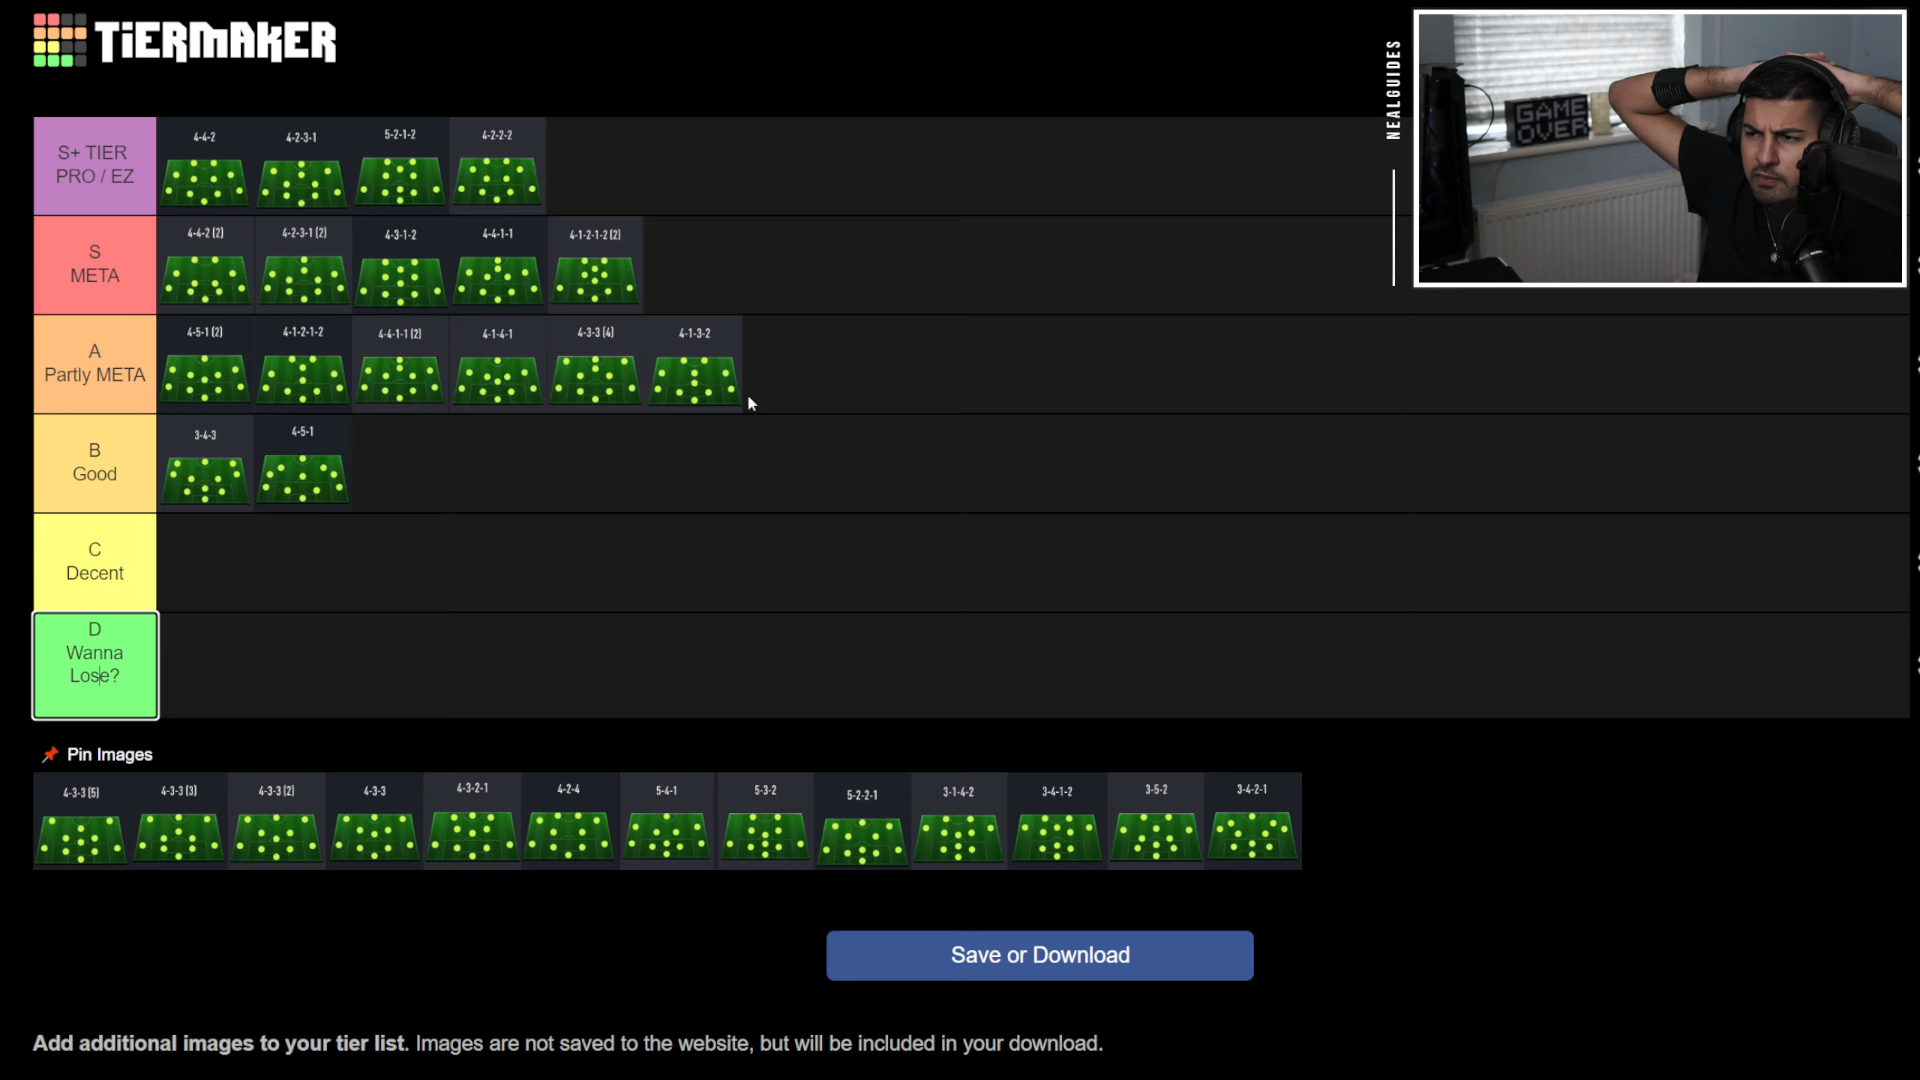 TiERMAKER
NEALGUIDES
GAME
OVER
S+ TIER
PRO / EZ
4-4-2
4-2-3-1
5-2-1-2
4-2-2-2
S
META
4-4-2 (2)
4-2-3-1 (2)
4-3-1-2
4-4-1-1
4-1-2-1-2 (2)
A
Partly META
4-5-1 (2)
4-1-2-1-2
4-4-1-1 (2)
4-1-4-1
4-3-3 (4)
4-1-3-2
B
Good
3-4-3
4-5-1
C
Decent
D
Wanna
Lose?
Pin Images
4-3-3 (5)
4-3-3 (3)
4-3-3 (2)
4-3-3
4-3-2-1
4-2-4
5-4-1
5-3-2
5-2-2-1
3-1-4-2
3-4-1-2
3-5-2
3-4-2-1
Save or Download
Add additional images to your tier list. Images are not saved to the website, but will be included in your download.